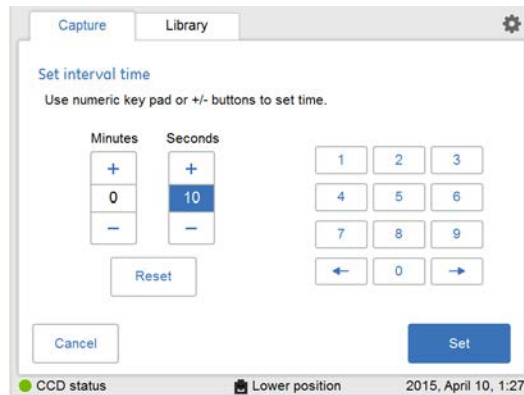 Capture Library
Set interval time
Use numeric key pad or +/- buttons to set time.
Minutes Seconds
+ +
0 10
− −
Reset
1 2 3
4 5 6
7 8 9
← 0 →
Cancel Set
CCD status Lower position 2015, April 10, 1:27